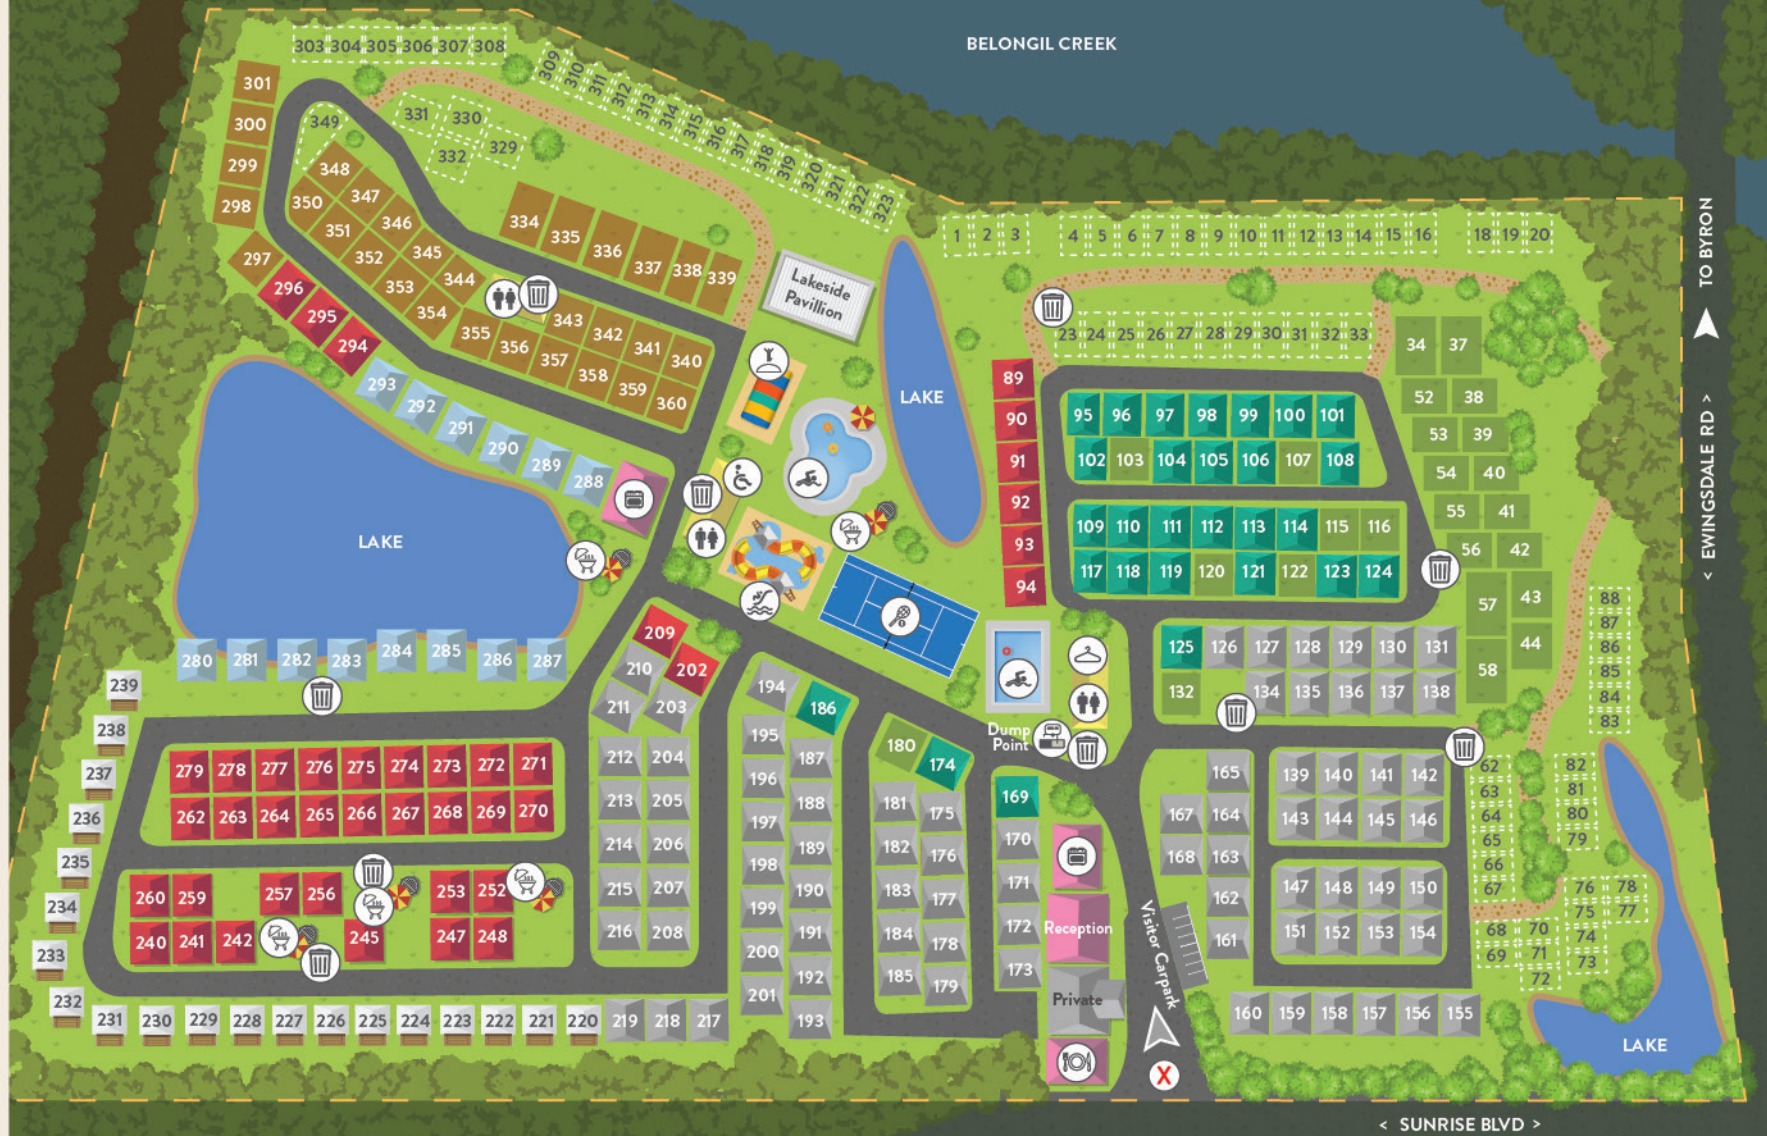 BELONGIL CREEK
303 304 305 306 307 308
309 310 311 312 313 314 315 316 317 318 319 320 321 322 323
301
300
299
298
297
296
295
294
349
331 330
332 329
348
350 347
351 346
352 345
353 344
354
355 343
356 342
357 341
358 340
359
360
334 335 336 337 338 339
Lakeside
Pavillion
1 2 3 4 5 6 7 8 9 10 11 12 13 14 15 16 18 19 20
23 24 25 26 27 28 29 30 31 32 33
34 37
52 38
53 39
54 40
55 41
56 42
57 43
44
58
TO BYRON
< EWINGSDALE RD >
293 292 291 290 289 288
LAKE
LAKE
89
90
91
92
93
94
95 96 97 98 99 100 101
102 103 104 105 106 107 108
109 110 111 112 113 114 115 116
117 118 119 120 121 122 123 124
125 126 127 128 129 130 131
132 134 135 136 137 138
88
87
86
85
84
83
280 281 282 283 284 285 286 287
239
238
237
236
235
234
233
232
279 278 277 276 275 274 273 272 271
262 263 264 265 266 267 268 269 270
260 259 257 256 253 252
240 241 242 245 247 248
231 230 229 228 227 226 225 224 223 222 221 220 219 218 217
209
210 202
211 203
212 204
213 205
214 206
215 207
216 208
194 186
195 187
196 188
197 189
198 190
199 191
200 192
201 193
180 174
181 175
182 176
183 177
184 178
185 179
Dump
Point
169
170
171
172
173
Reception
Private
Visitor Carpark
X
165
167 164
168 163
162
161
139 140 141 142
143 144 145 146
147 148 149 150
151 152 153 154
160 159 158 157 156 155
62 82
63 81
64 80
65 79
66
67
76 78
75 77
74
73
68 70
69 71
72
LAKE
< SUNRISE BLVD >